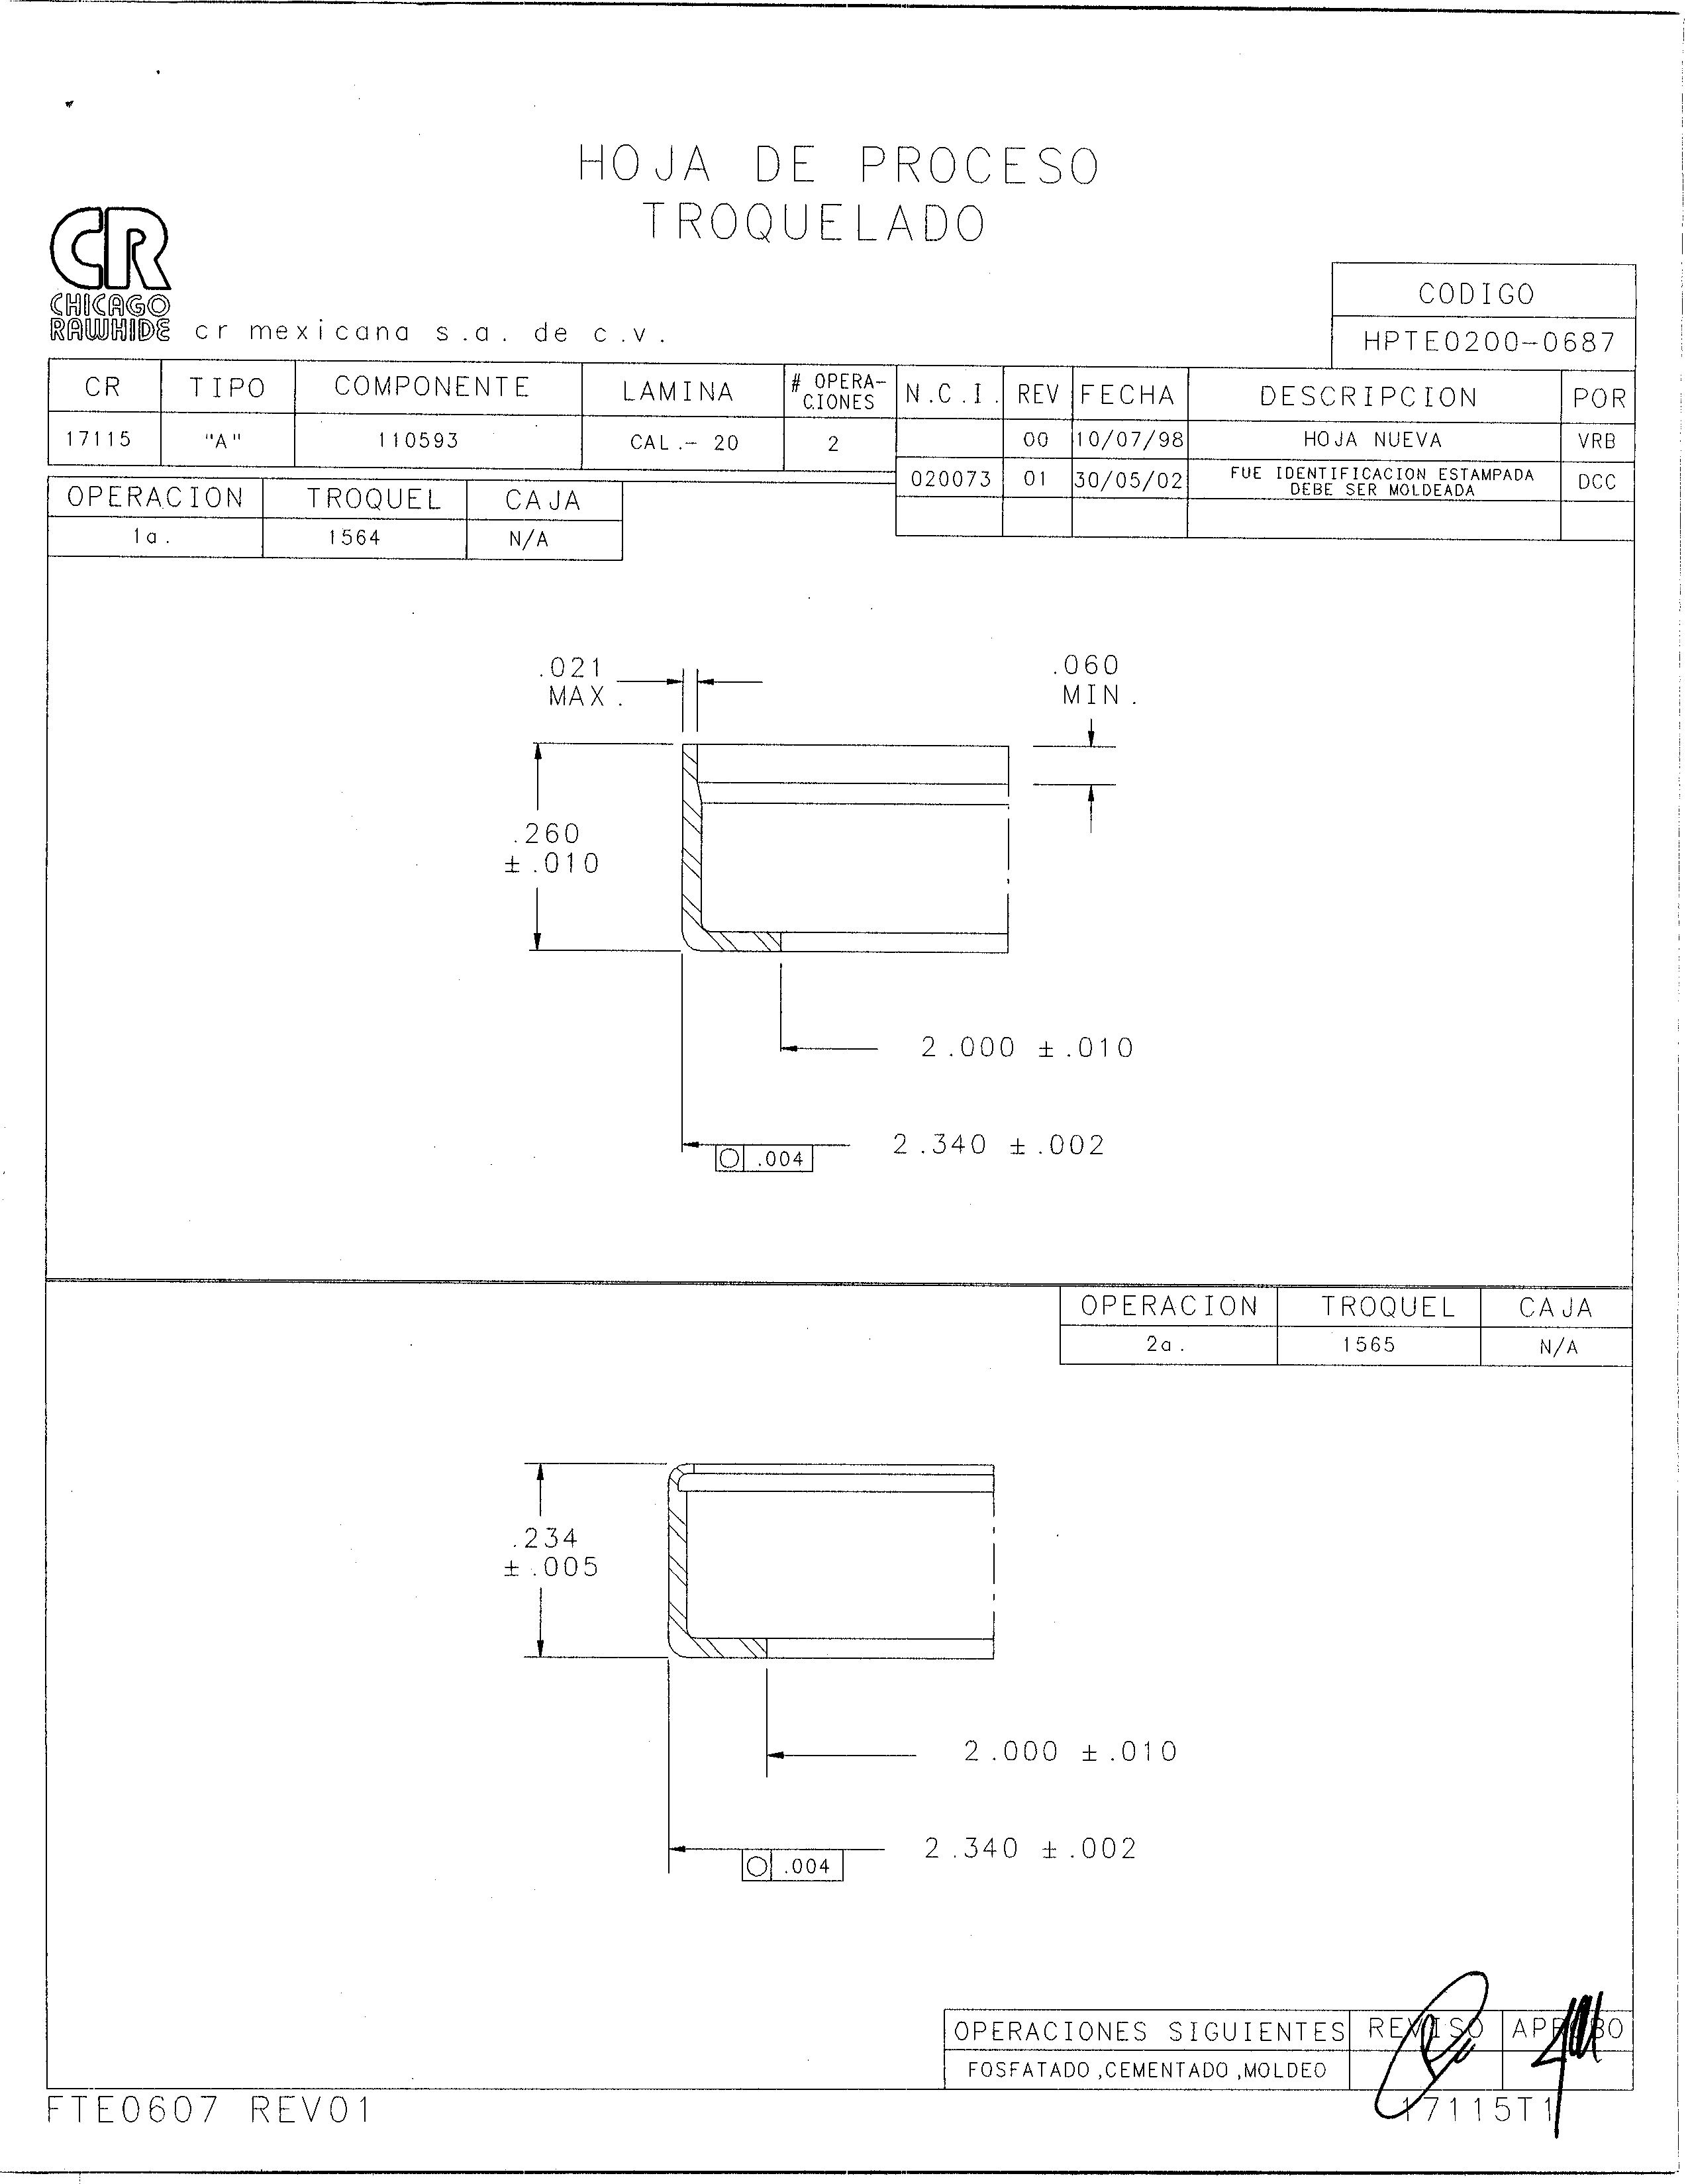 HOJA DE PROCESO
TROQUELADO
CR
CHICAGO
RAWHIDE
cr mexicana s.a. de c.v.
CODIGO
HPTE0200-0687
CR TIPO COMPONENTE LAMINA # OPERA-CIONES
17115 "A" 110593 CAL.- 20 2
N.C.I. REV FECHA DESCRIPCION POR
00 10/07/98 HOJA NUEVA VRB
020073 01 30/05/02 FUE IDENTIFICACION ESTAMPADA
DEBE SER MOLDEADA DCC
OPERACION TROQUEL CAJA
1a. 1564 N/A
.021
MAX.
.060
MIN.
.260
±.010
2.000 ±.010
2.340 ±.002
.004
OPERACION TROQUEL CAJA
2a. 1565 N/A
.234
±.005
2.000 ±.010
2.340 ±.002
.004
OPERACIONES SIGUIENTES REVISO APROBO
FOSFATADO,CEMENTADO,MOLDEO
FTE0607 REV01
17115T1